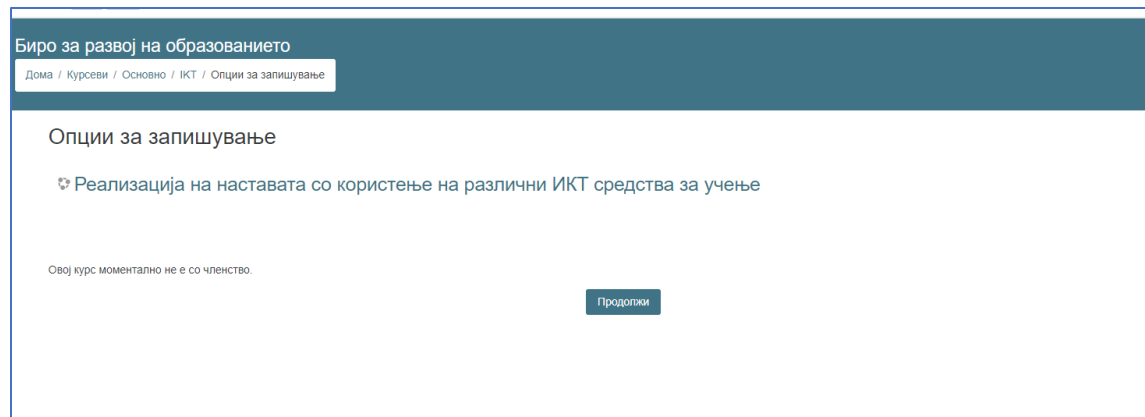 Биро за развој на образованието
Дома / Курсеви / Основно / ІКТ / Опции за запишување
Опции за запишување
Реализација на наставата со користење на различни ИКТ средства за учење
Овој курс моментално не е со членство.
Продолжи